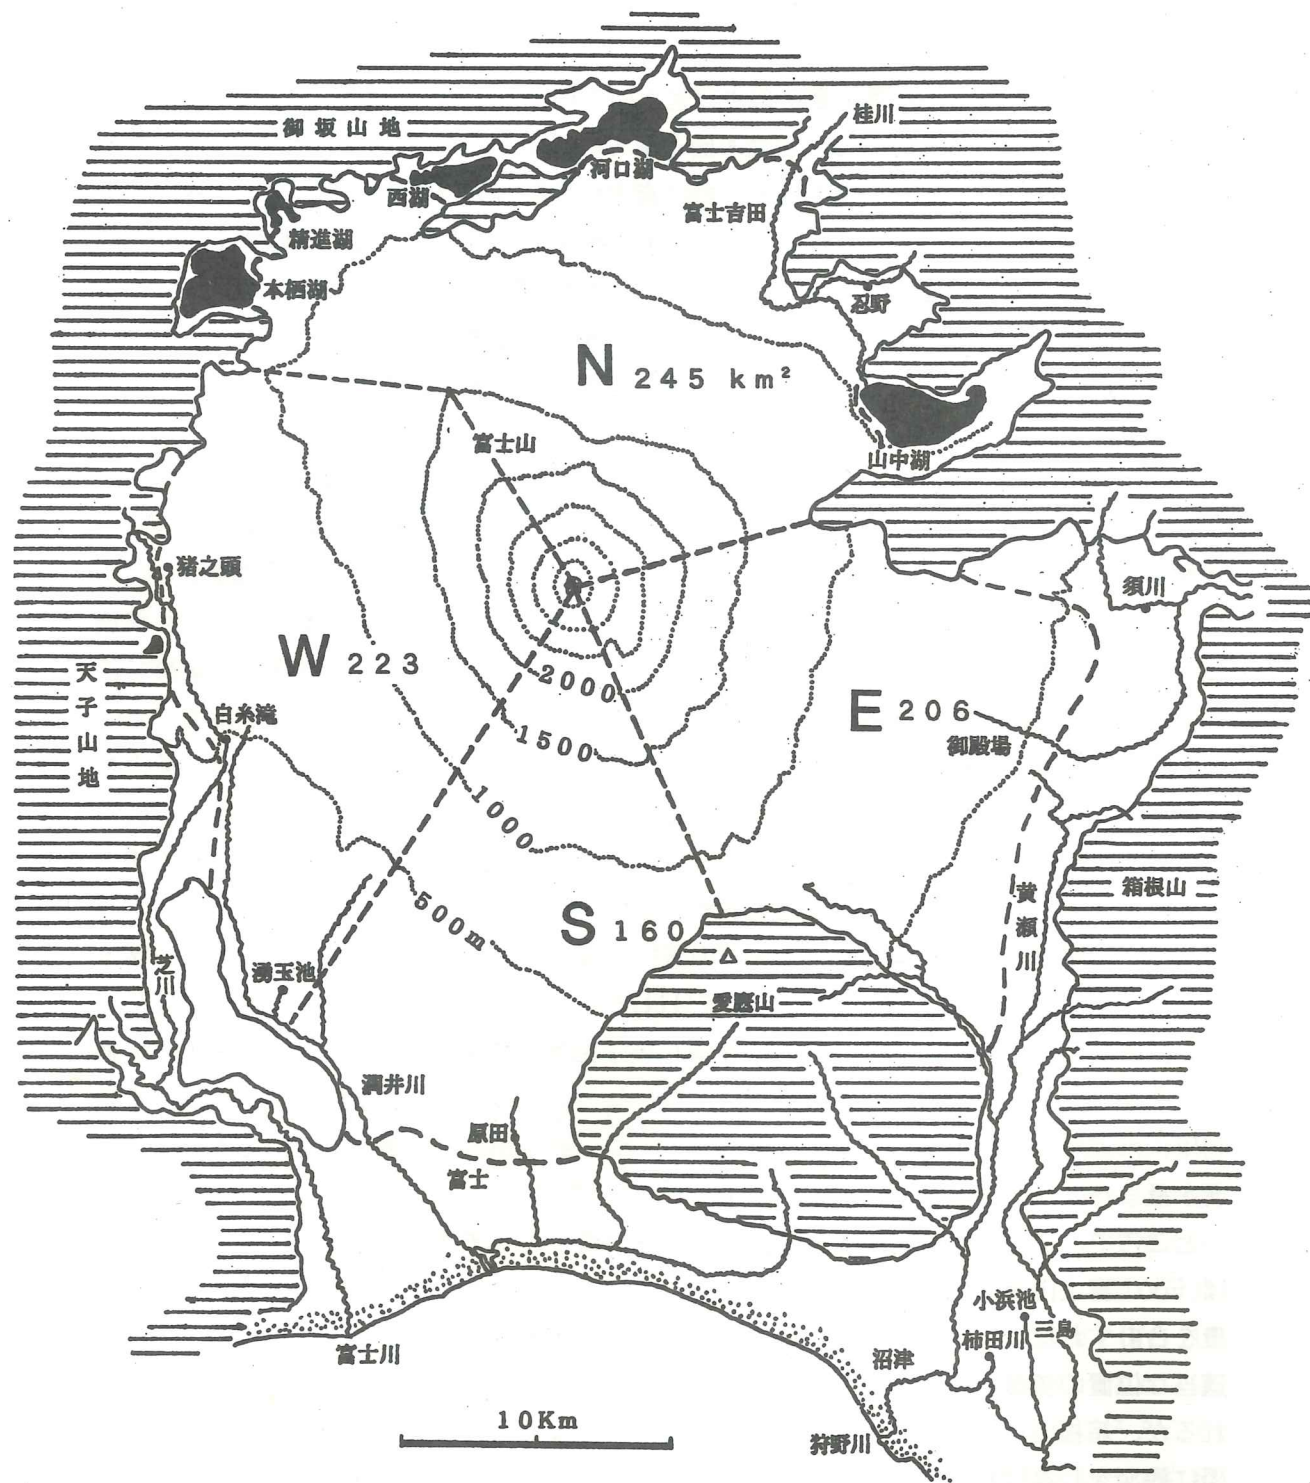 桂川
御坂山地
河口湖
西湖
富士吉田
精進湖
本栖湖
忍野
N 245 km²
富士山
山中湖
猪之頭
須川
W 223
2000
天子山地
白糸滝
E 206
1500
御殿場
1000
箱根山
黄瀬川
500m
S 160
芝川
湧玉池
愛鷹山
潤井川
原田
富士
小浜池
三島
柿田川
富士川
沼津
10Km
狩野川